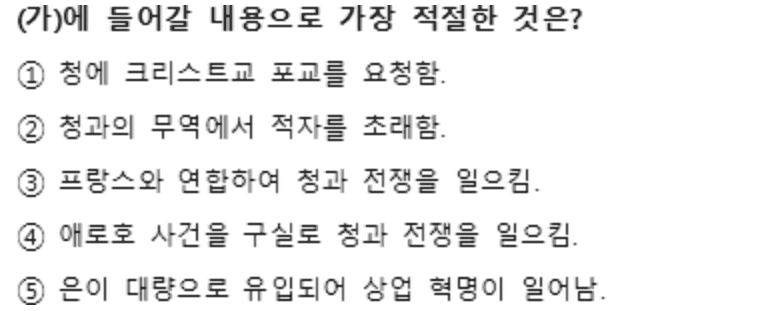 (가)에 들어갈 내용으로 가장 적절한 것은?
① 청에 크리스트교 포교를 요청함.
② 청과의 무역에서 적자를 초래함.
③ 프랑스와 연합하여 청과 전쟁을 일으킴.
④ 애로호 사건을 구실로 청과 전쟁을 일으킴.
⑤ 은이 대량으로 유입되어 상업 혁명이 일어남.